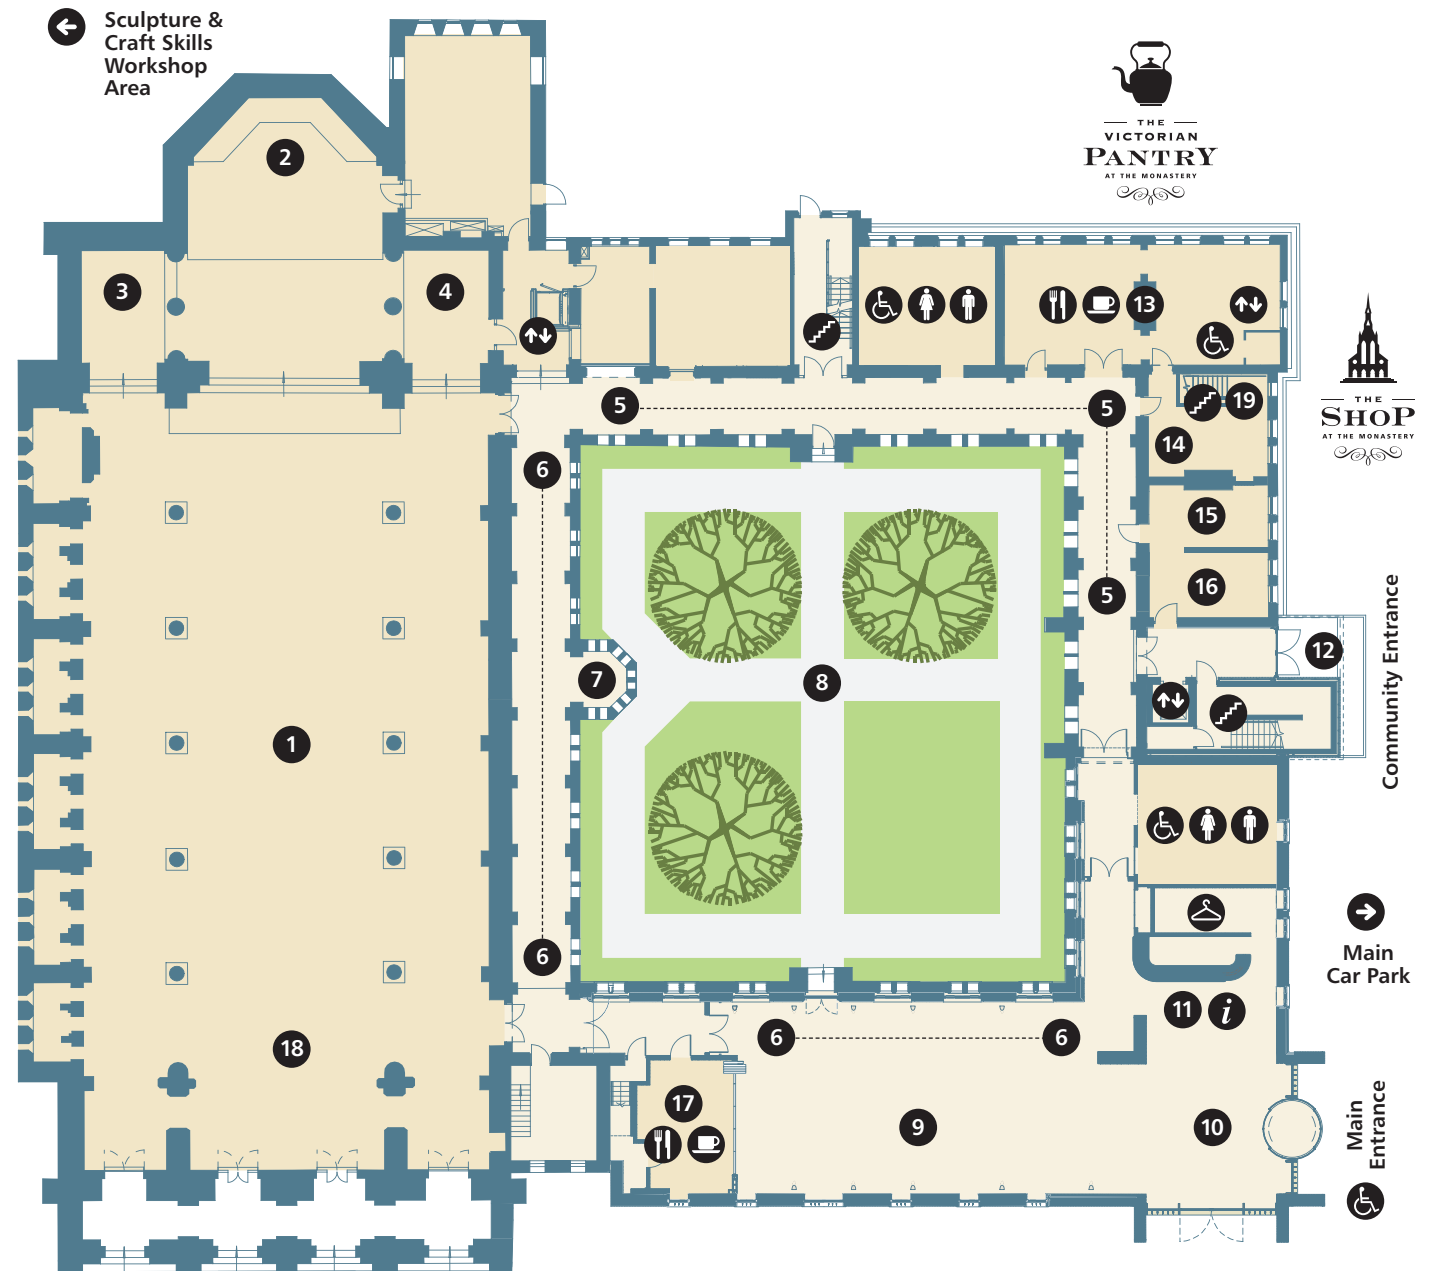 Sculpture &
Craft Skills
Workshop
Area
THE
VICTORIAN
PANTRY
AT THE MONASTERY
2
3
4
13
THE
SHOP
AT THE MONASTERY
5
5
19
14
6
15
16
5
12
Community Entrance
7
8
1
6
Main
Car Park
11
i
18
6
6
17
9
10
Main
Entrance